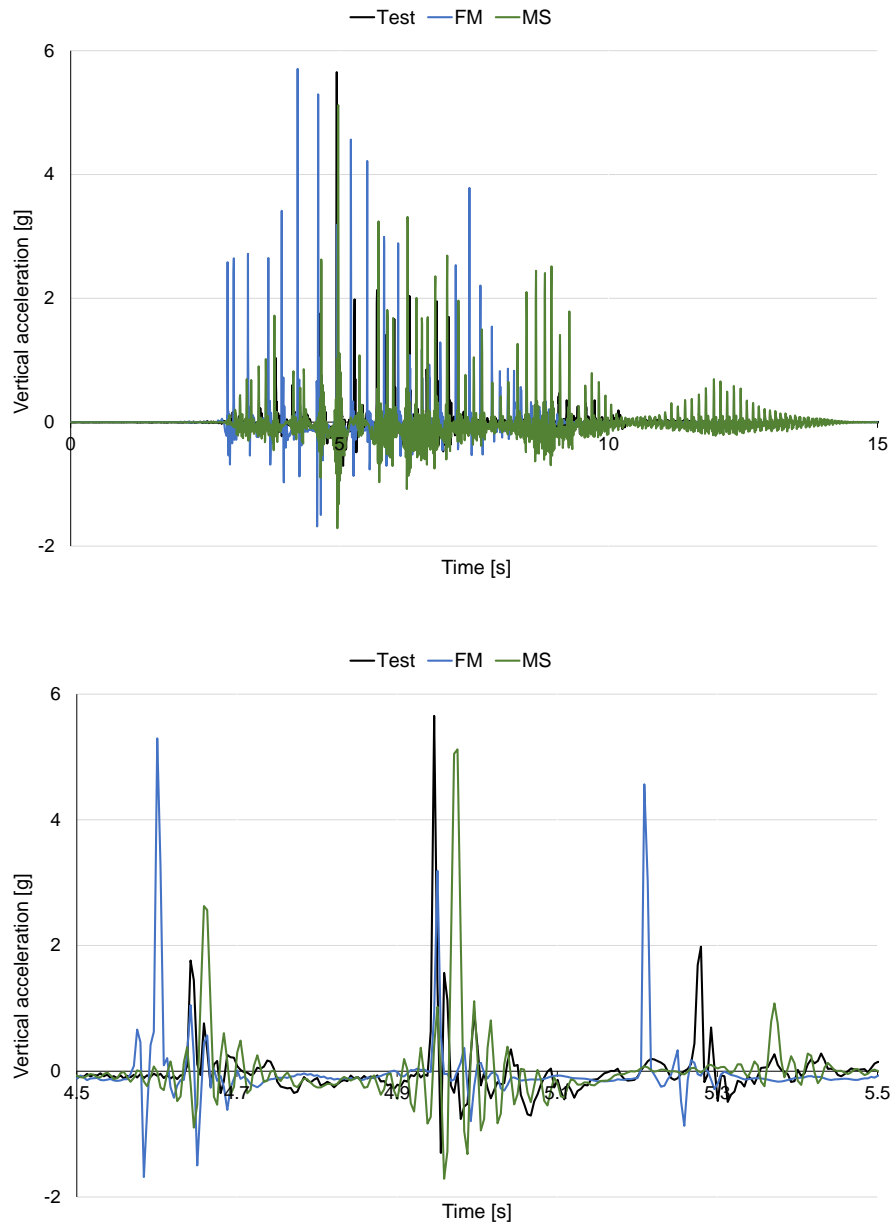 Test FM MS
6
4
2
0
-2
Vertical acceleration [g]
0 5 10 15
Time [s]
Test FM MS
6
4
2
0
-2
Vertical acceleration [g]
4.5 4.7 4.9 5.1 5.3 5.5
Time [s]